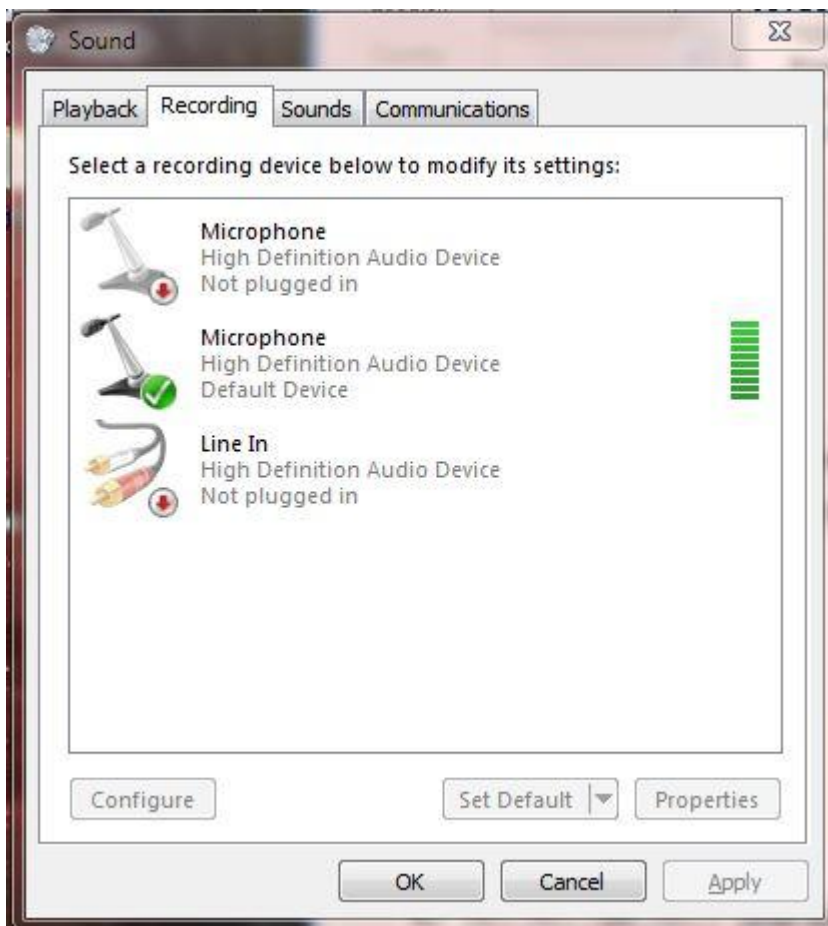 Sound
Playback Recording Sounds Communications
Select a recording device below to modify its settings:
Microphone
High Definition Audio Device
Not plugged in
Microphone
High Definition Audio Device
Default Device
Line In
High Definition Audio Device
Not plugged in
Configure Set Default Properties
OK Cancel Apply